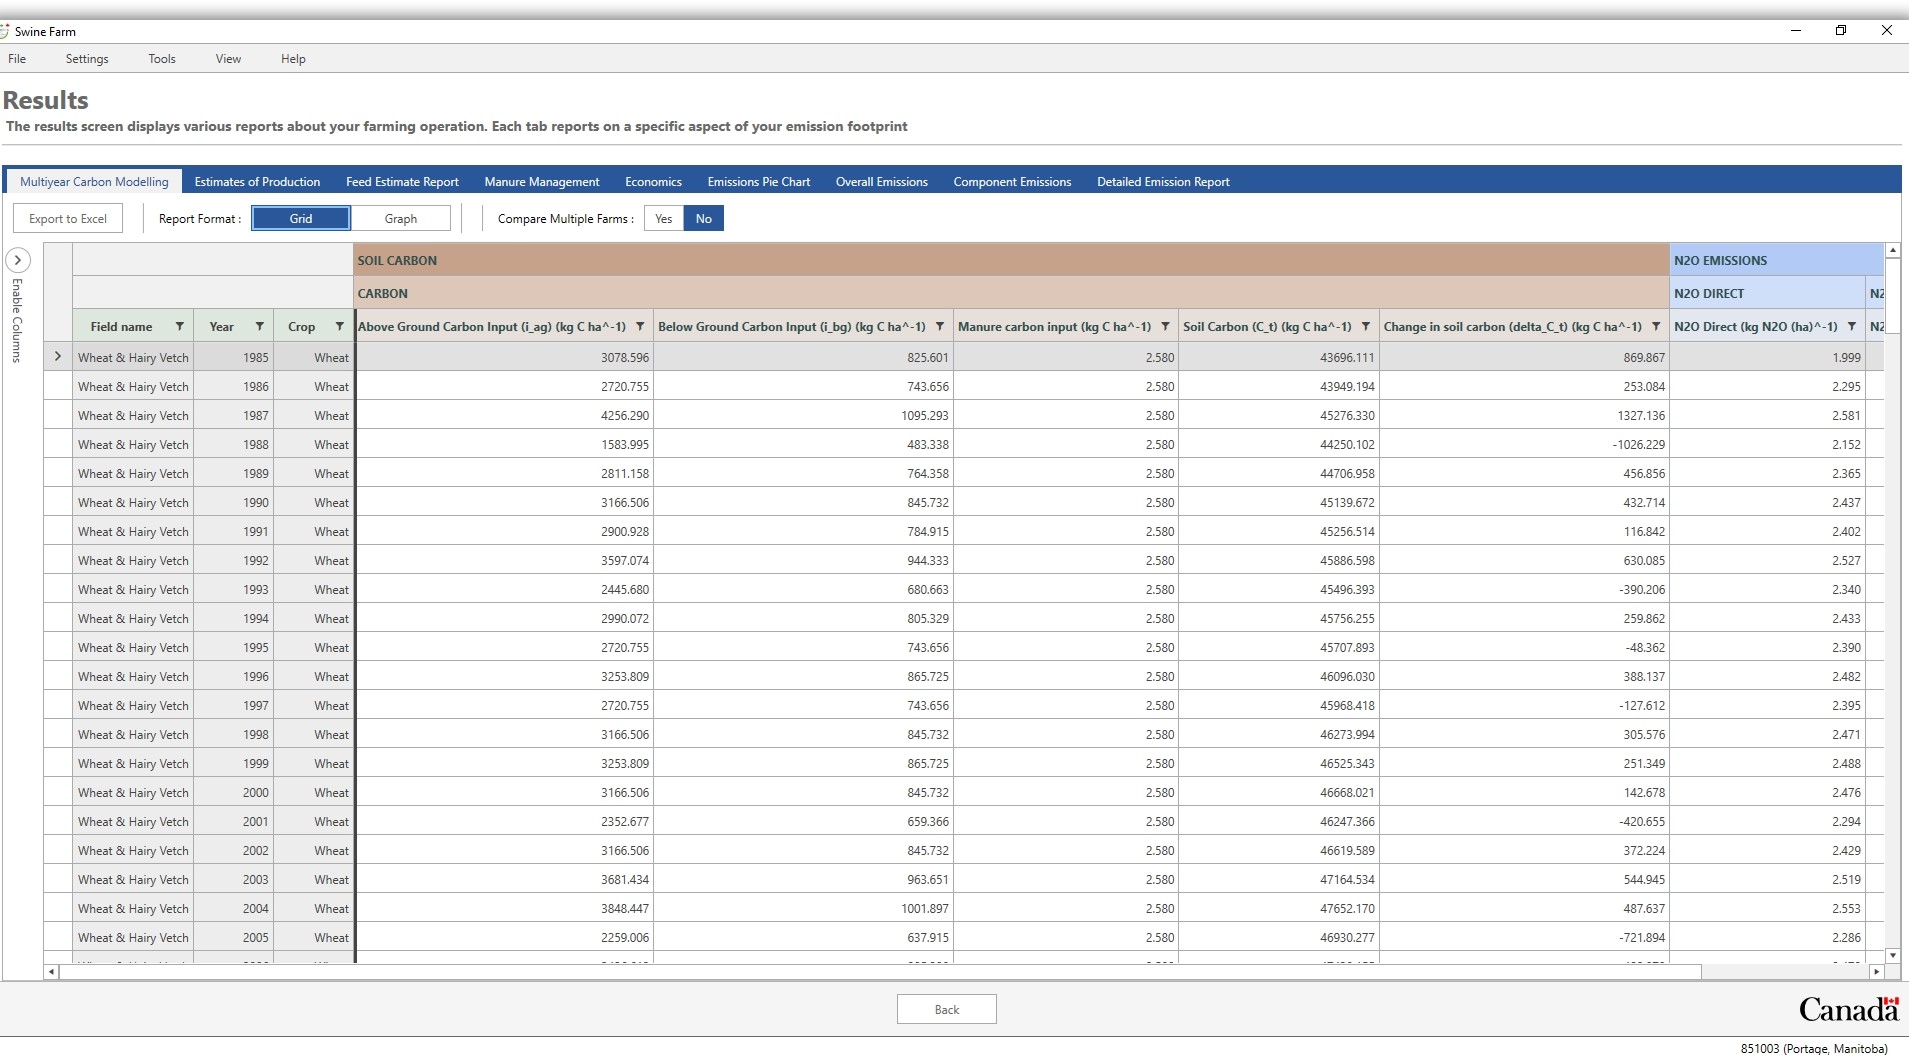 Swine Farm
File Settings Tools View Help
Results
The results screen displays various reports about your farming operation. Each tab reports on a specific aspect of your emission footprint
Multiyear Carbon Modelling Estimates of Production Feed Estimate Report Manure Management Economics Emissions Pie Chart Overall Emissions Component Emissions Detailed Emission Report
Export to Excel Report Format : Grid Graph Compare Multiple Farms : Yes No
Enable Columns
SOIL CARBON N2O EMISSIONS
CARBON N2O DIRECT
Field name Year Crop Above Ground Carbon Input (i_ag) (kg C ha^-1) Below Ground Carbon Input (i_bg) (kg C ha^-1) Manure carbon input (kg C ha^-1) Soil Carbon (C_t) (kg C ha^-1) Change in soil carbon (delta_C_t) (kg C ha^-1) N2O Direct (kg N2O (ha)^-1)
Wheat & Hairy Vetch 1985 Wheat 3078.596 825.601 2.580 43696.111 869.867 1.999
Wheat & Hairy Vetch 1986 Wheat 2720.755 743.656 2.580 43949.194 253.084 2.295
Wheat & Hairy Vetch 1987 Wheat 4256.290 1095.293 2.580 45276.330 1327.136 2.581
Wheat & Hairy Vetch 1988 Wheat 1583.995 483.338 2.580 44250.102 -1026.229 2.152
Wheat & Hairy Vetch 1989 Wheat 2811.158 764.358 2.580 44706.958 456.856 2.365
Wheat & Hairy Vetch 1990 Wheat 3166.506 845.732 2.580 45139.672 432.714 2.437
Wheat & Hairy Vetch 1991 Wheat 2900.928 784.915 2.580 45256.514 116.842 2.402
Wheat & Hairy Vetch 1992 Wheat 3597.074 944.333 2.580 45886.598 630.085 2.527
Wheat & Hairy Vetch 1993 Wheat 2445.680 680.663 2.580 45496.393 -390.206 2.340
Wheat & Hairy Vetch 1994 Wheat 2990.072 805.329 2.580 45756.255 259.862 2.433
Wheat & Hairy Vetch 1995 Wheat 2720.755 743.656 2.580 45707.893 -48.362 2.390
Wheat & Hairy Vetch 1996 Wheat 3253.809 865.725 2.580 46096.030 388.137 2.482
Wheat & Hairy Vetch 1997 Wheat 2720.755 743.656 2.580 45968.418 -127.612 2.395
Wheat & Hairy Vetch 1998 Wheat 3166.506 845.732 2.580 46273.994 305.576 2.471
Wheat & Hairy Vetch 1999 Wheat 3253.809 865.725 2.580 46525.343 251.349 2.488
Wheat & Hairy Vetch 2000 Wheat 3166.506 845.732 2.580 46668.021 142.678 2.476
Wheat & Hairy Vetch 2001 Wheat 2352.677 659.366 2.580 46247.366 -420.655 2.294
Wheat & Hairy Vetch 2002 Wheat 3166.506 845.732 2.580 46619.589 372.224 2.429
Wheat & Hairy Vetch 2003 Wheat 3681.434 963.651 2.580 47164.534 544.945 2.519
Wheat & Hairy Vetch 2004 Wheat 3848.447 1001.897 2.580 47652.170 487.637 2.553
Wheat & Hairy Vetch 2005 Wheat 2259.006 637.915 2.580 46930.277 -721.894 2.286
Back
Canada
851003 (Portage, Manitoba)